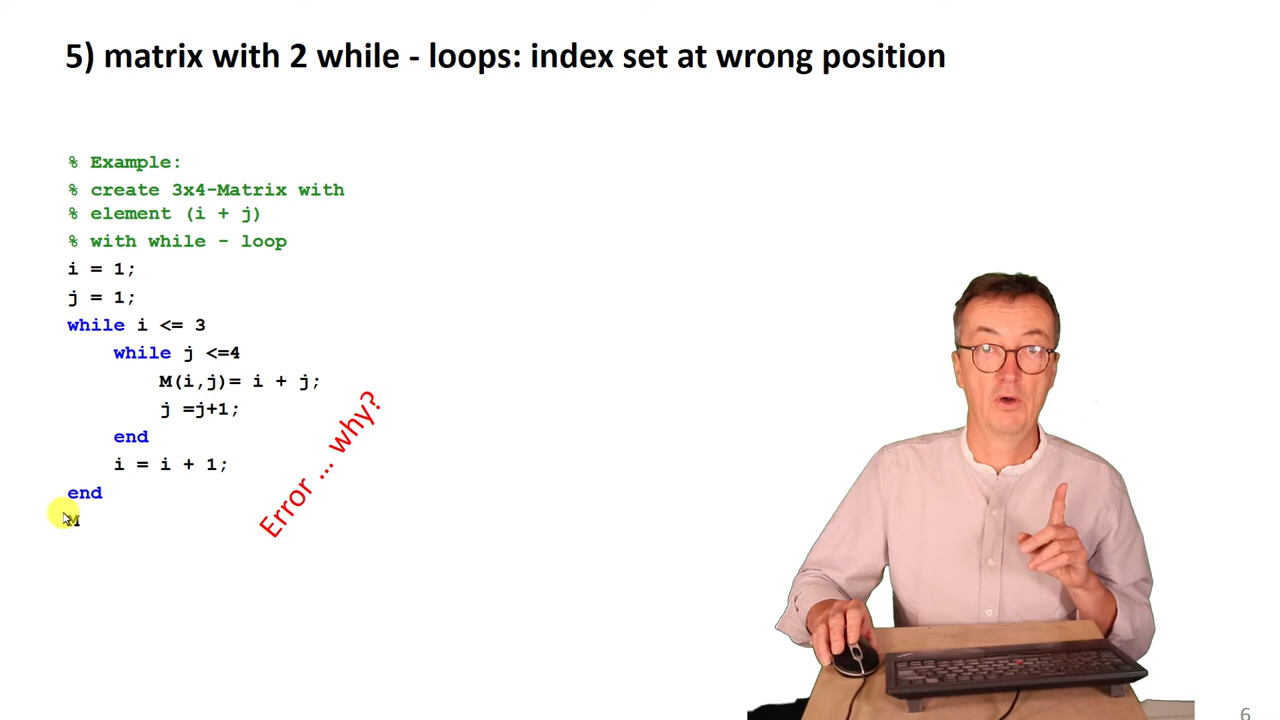 5) matrix with 2 while - loops: index set at wrong position
% Example:
% create 3x4-Matrix with
% element (i + j)
% with while - loop
i = 1;
j = 1;
while i <= 3
while j <=4
M(i,j)= i + j;
j =j+1;
end
i = i + 1;
end
M
Error ... why?
6